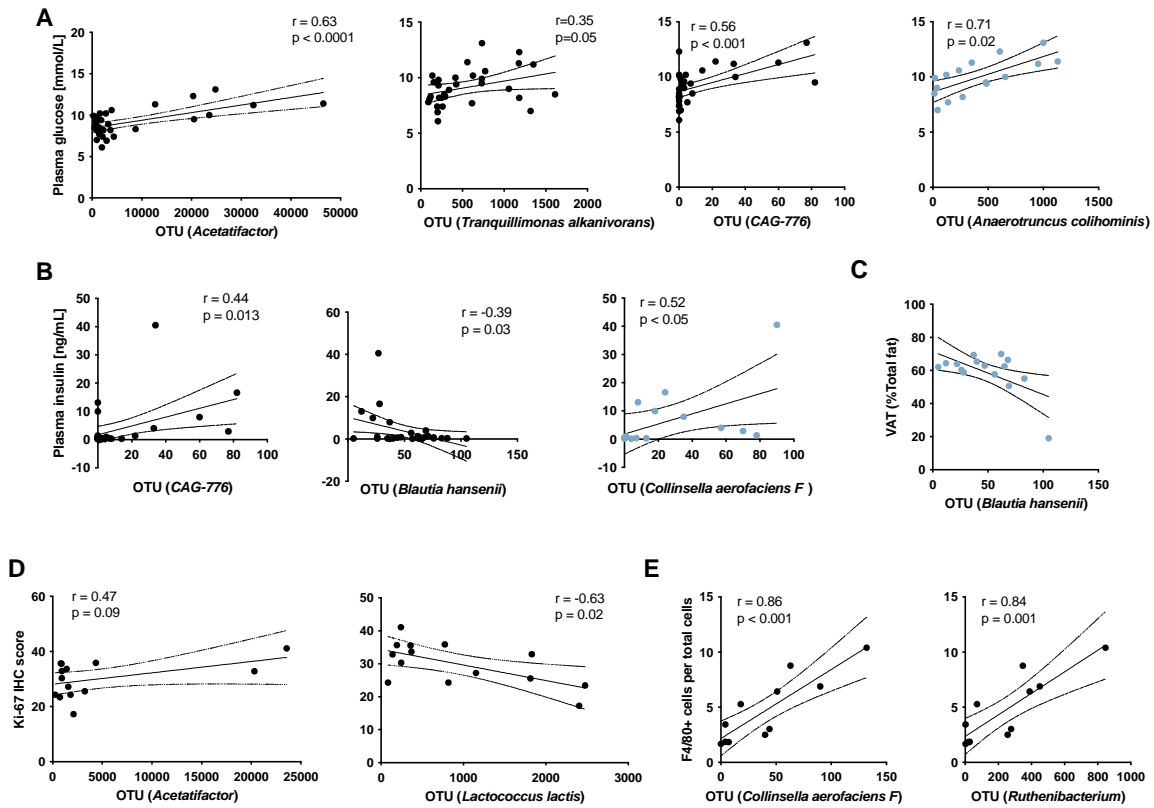 A
Plasma glucose [mmol/L]
20
15
10
5
0
0 10000 20000 30000 40000 50000
r = 0.63
p < 0.0001
OTU (Acetatifactor)
15
10
5
0
0 500 1000 1500 2000
r=0.35
p=0.05
OTU (Tranquillimonas alkanivorans)
15
10
5
0
0 20 40 60 80 100
r = 0.56
p < 0.001
OTU (CAG-776)
15
10
5
0
0 500 1000 1500
r = 0.71
p = 0.02
OTU (Anaerotruncus colihominis)
B
Plasma insulin [ng/mL]
50
40
30
20
10
0
-10
0 20 40 60 80 100
r = 0.44
p = 0.013
OTU (CAG-776)
60
40
20
0
-20
50 100 150
r = -0.39
p = 0.03
OTU (Blautia hansenii)
50
40
30
20
10
0
-10
20 40 60 80 100
r = 0.52
p < 0.05
OTU (Collinsella aerofaciens F )
C
VAT (%Total fat)
100
80
60
40
20
0
0 50 100 150
OTU (Blautia hansenii)
D
Ki-67 IHC score
60
40
20
0
0 5000 10000 15000 20000 25000
r = 0.47
p = 0.09
OTU (Acetatifactor)
50
40
30
20
10
0
0 1000 2000 3000
r = -0.63
p = 0.02
OTU (Lactococcus lactis)
E
F4/80+ cells per total cells
15
10
5
0
0 50 100 150
r = 0.86
p < 0.001
OTU (Collinsella aerofaciens F)
15
10
5
0
0 200 400 600 800 1000
r = 0.84
p = 0.001
OTU (Ruthenibacterium)